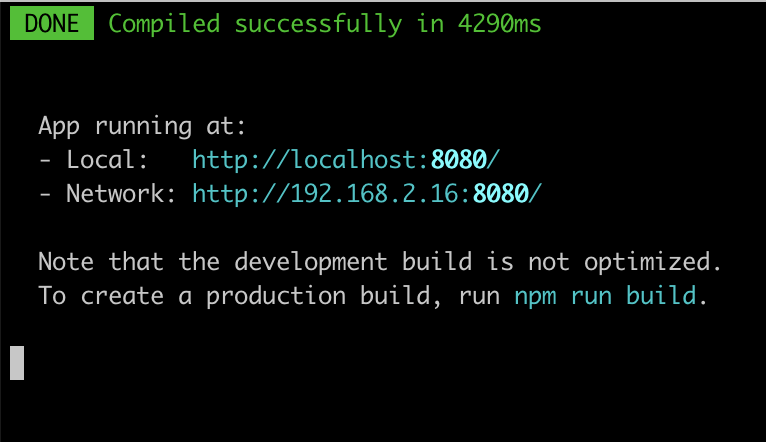 DONE Compiled successfully in 4290ms
App running at:
- Local: http://localhost:8080/
- Network: http://192.168.2.16:8080/
Note that the development build is not optimized.
To create a production build, run npm run build.